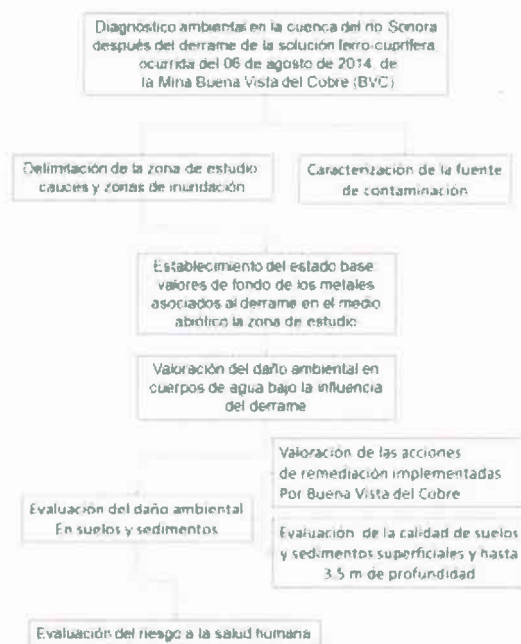 Diagnóstico ambiental en la cuenca del río Sonora
después del derrame de la solución ferro-cuprífera
ocurrida del 06 de agosto de 2014, de
la Mina Buena Vista del Cobre (BVC)
Delimitación de la zona de estudio
cauces y zonas de inundación
Caracterización de la fuente
de contaminación
Establecimiento del estado base
valores de fondo de los metales
asociados al derrame en el medio
abiótico la zona de estudio
Valoración del daño ambiental en
cuerpos de agua bajo la influencia
del derrame
Valoración de las acciones
de remediación implementadas
Por Buena Vista del Cobre
Evaluación del daño ambiental
En suelos y sedimentos
Evaluación de la calidad de suelos
y sedimentos superficiales y hasta
3.5 m de profundidad
Evaluación del riesgo a la salud humana